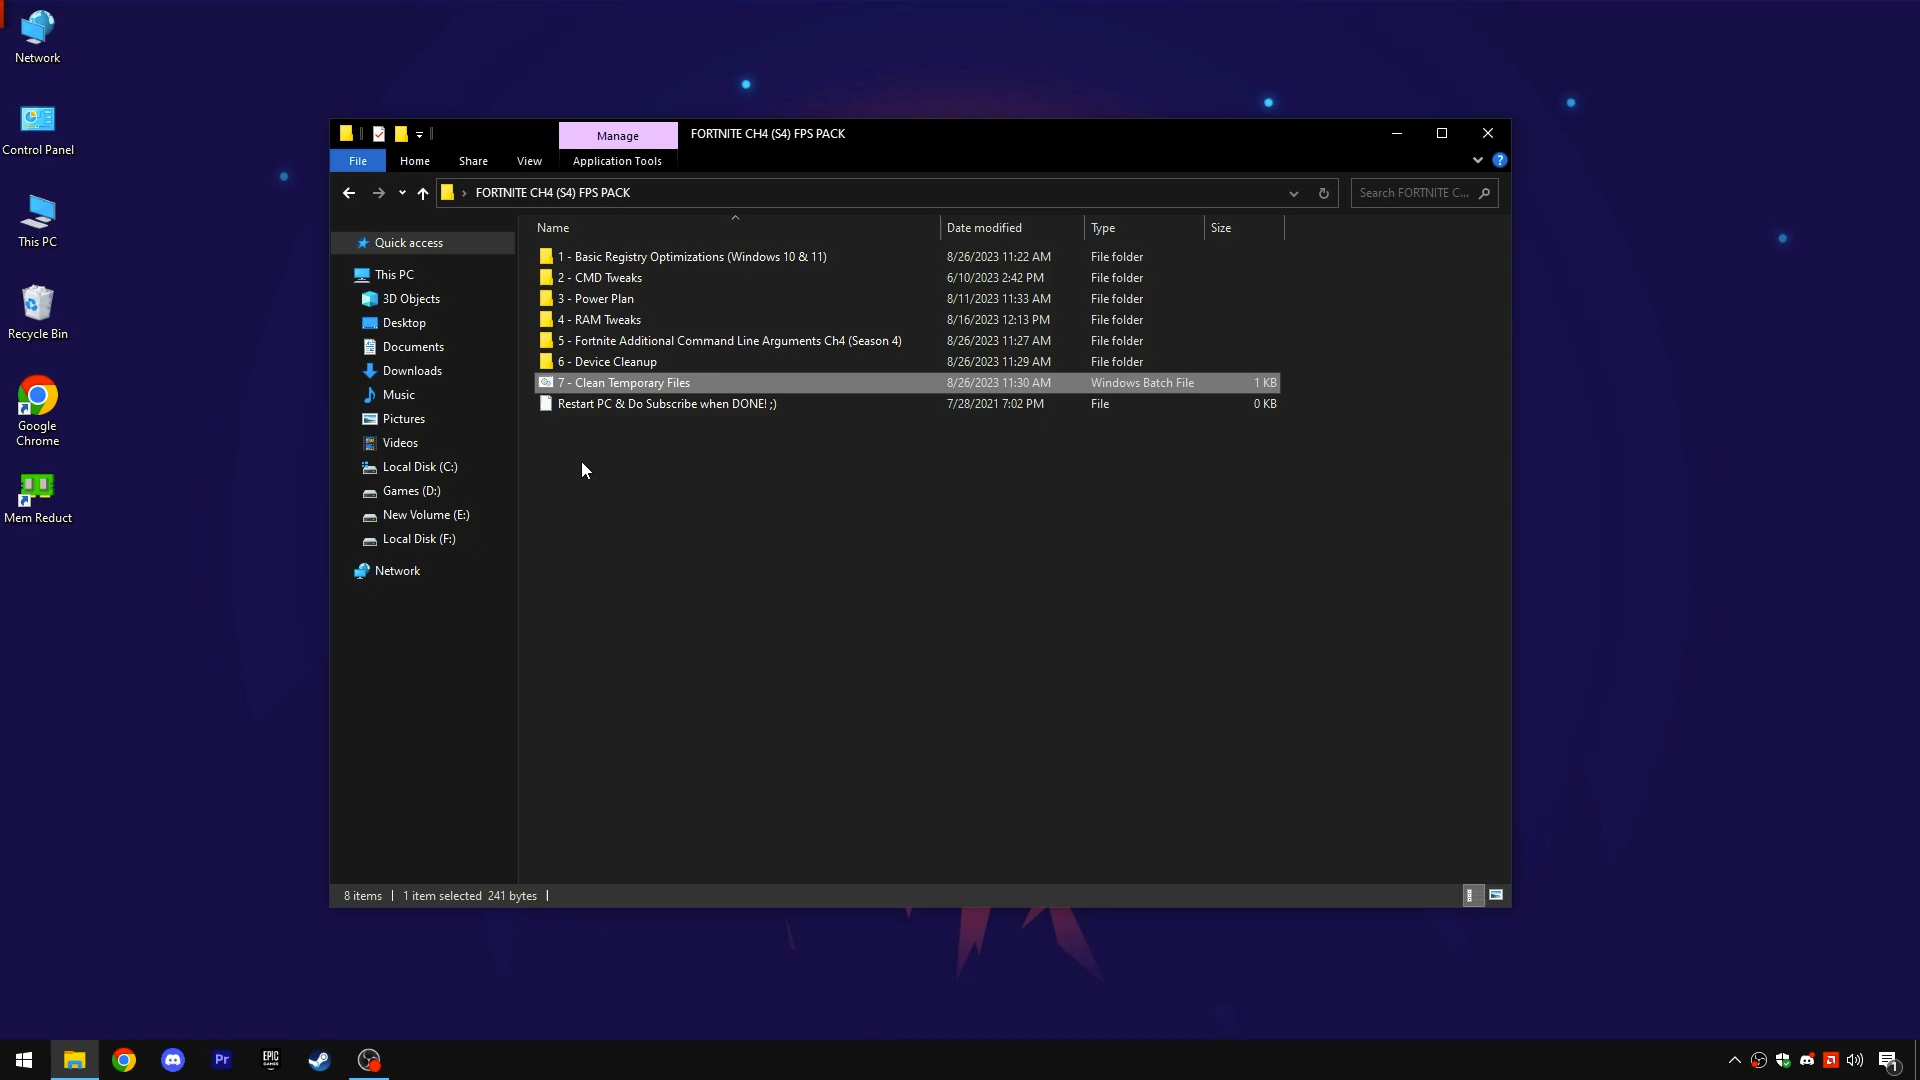 Network
Control Panel
This PC
Recycle Bin
Google
Chrome
Mem Reduct
Manage
FORTNITE CH4 (S4) FPS PACK
File
Home
Share
View
Application Tools
?
FORTNITE CH4 (S4) FPS PACK
Search FORTNITE C...
Quick access
This PC
3D Objects
Desktop
Documents
Downloads
Music
Pictures
Videos
Local Disk (C:)
Games (D:)
New Volume (E:)
Local Disk (F:)
Network
Name Date modified Type Size
1 - Basic Registry Optimizations (Windows 10 & 11) 8/26/2023 11:22 AM File folder
2 - CMD Tweaks 6/10/2023 2:42 PM File folder
3 - Power Plan 8/11/2023 11:33 AM File folder
4 - RAM Tweaks 8/16/2023 12:13 PM File folder
5 - Fortnite Additional Command Line Arguments Ch4 (Season 4) 8/26/2023 11:27 AM File folder
6 - Device Cleanup 8/26/2023 11:29 AM File folder
7 - Clean Temporary Files 8/26/2023 11:30 AM Windows Batch File 1 KB
Restart PC & Do Subscribe when DONE! ;) 7/28/2021 7:02 PM File 0 KB
8 items 1 item selected 241 bytes
Pr
EPIC
GAMES
1